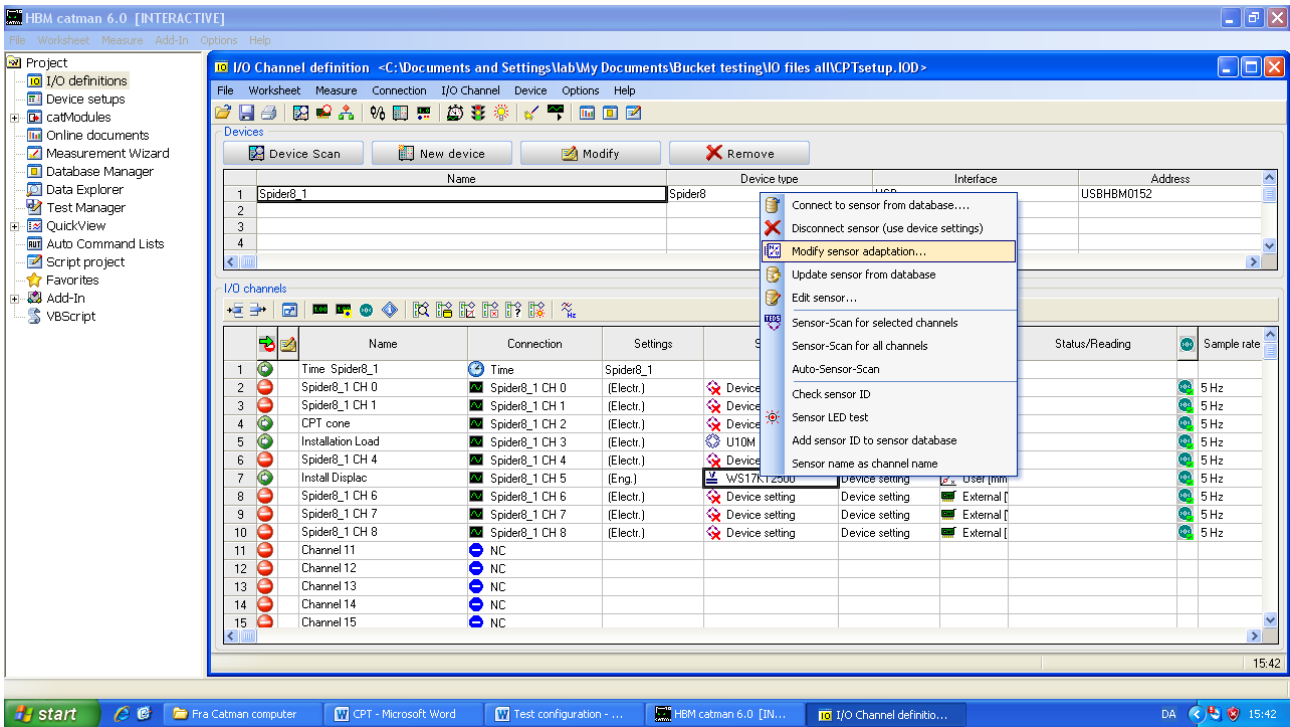 HBM catman 6.0 [INTERACTIVE]
File Worksheet Measure Add-In Options Help
Project
I/O definitions
Device setups
catModules
Online documents
Measurement Wizard
Database Manager
Data Explorer
Test Manager
QuickView
Auto Command Lists
Script project
Favorites
Add-In
VBScript
I/O Channel definition <C:\Documents and Settings\lab\My Documents\Bucket testing\IO files all\CPTsetup.IOD>
File Worksheet Measure Connection I/O Channel Device Options Help
Devices
Device Scan New device Modify Remove
Name Device type Interface Address
1 Spider8_1 Spider8 USB USBHBM0152
2
3
4
Connect to sensor from database....
Disconnect sensor (use device settings)
Modify sensor adaptation...
Update sensor from database
Edit sensor...
Sensor-Scan for selected channels
Sensor-Scan for all channels
Auto-Sensor-Scan
Check sensor ID
Sensor LED test
Add sensor ID to sensor database
Sensor name as channel name
I/O channels
Name Connection Settings S Status/Reading Sample rate
1 Time Spider8_1 Time Spider8_1
2 Spider8_1 CH 0 Spider8_1 CH 0 (Electr.) Device 5 Hz
3 Spider8_1 CH 1 Spider8_1 CH 1 (Electr.) Device 5 Hz
4 CPT cone Spider8_1 CH 2 (Electr.) Device 5 Hz
5 Installation Load Spider8_1 CH 3 (Electr.) U10M 5 Hz
6 Spider8_1 CH 4 Spider8_1 CH 4 (Electr.) Device 5 Hz
7 Install Displac Spider8_1 CH 5 (Eng.) WS17KT2500 Device setting User [mm 5 Hz
8 Spider8_1 CH 6 Spider8_1 CH 6 (Electr.) Device setting Device setting External [ 5 Hz
9 Spider8_1 CH 7 Spider8_1 CH 7 (Electr.) Device setting Device setting External [ 5 Hz
10 Spider8_1 CH 8 Spider8_1 CH 8 (Electr.) Device setting Device setting External [ 5 Hz
11 Channel 11 NC
12 Channel 12 NC
13 Channel 13 NC
14 Channel 14 NC
15 Channel 15 NC
15:42
start Fra Catman computer CPT - Microsoft Word Test configuration - ... HBM catman 6.0 [IN... I/O Channel definitio... DA 15:42